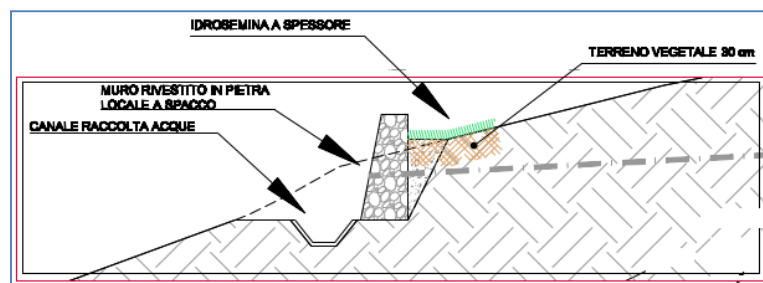 IDROSEMINA A SPESSORE
TERRENO VEGETALE 30 cm
MURO RIVESTITO IN PIETRA
LOCALE A SPACCO
CANALE RACCOLTA ACQUE